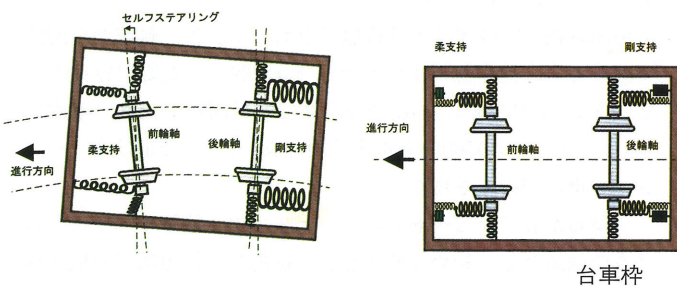 セルフステアリング
柔支持
前輪軸
後輪軸
剛支持
進行方向
柔支持
剛支持
進行方向
前輪軸
後輪軸
台車枠